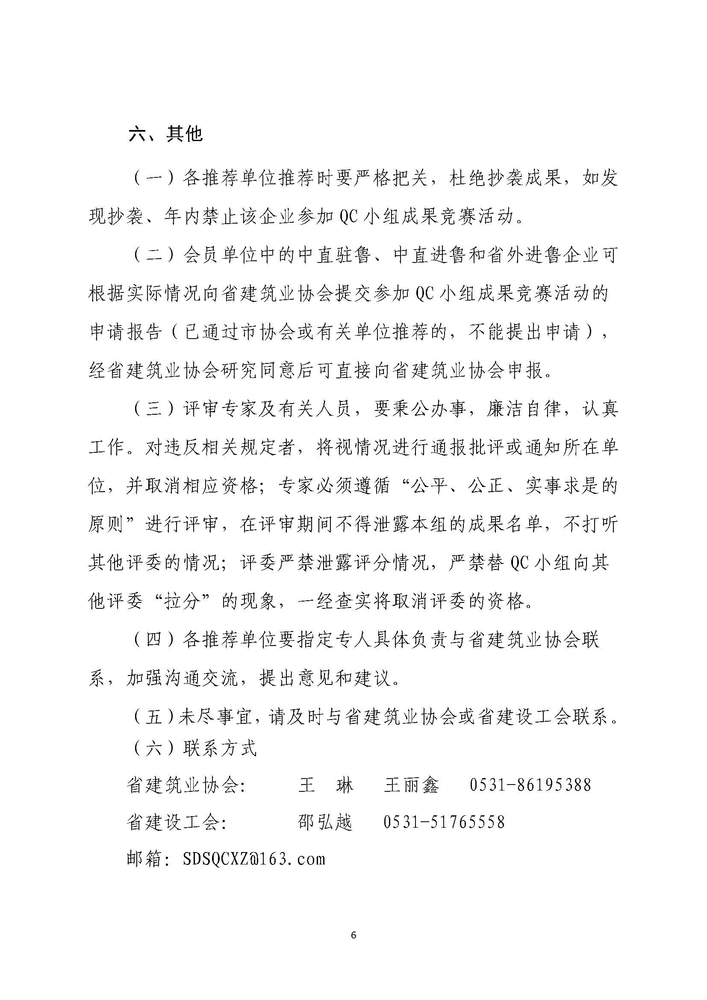 六、其他
（一）各推荐单位推荐时要严格把关，杜绝抄袭成果，如发
现抄袭、年内禁止该企业参加 QC 小组成果竞赛活动。
（二）会员单位中的中直驻鲁、中直进鲁和省外进鲁企业可
根据实际情况向省建筑业协会提交参加 QC 小组成果竞赛活动的
申请报告（已通过市协会或有关单位推荐的，不能提出申请），
经省建筑业协会研究同意后可直接向省建筑业协会申报。
（三）评审专家及有关人员，要秉公办事，廉洁自律，认真
工作。对违反相关规定者，将视情况进行通报批评或通知所在单
位，并取消相应资格；专家必须遵循“公平、公正、实事求是的
原则”进行评审，在评审期间不得泄露本组的成果名单，不打听
其他评委的情况；评委严禁泄露评分情况，严禁替 QC 小组向其
他评委“拉分”的现象，一经查实将取消评委的资格。
（四）各推荐单位要指定专人具体负责与省建筑业协会联
系，加强沟通交流，提出意见和建议。
（五）未尽事宜，请及时与省建筑业协会或省建设工会联系。
（六）联系方式
省建筑业协会： 王 琳 王丽鑫 0531-86195388
省建设工会： 邵弘越 0531-51765558
邮箱：SDSQCXZ@163.com
6